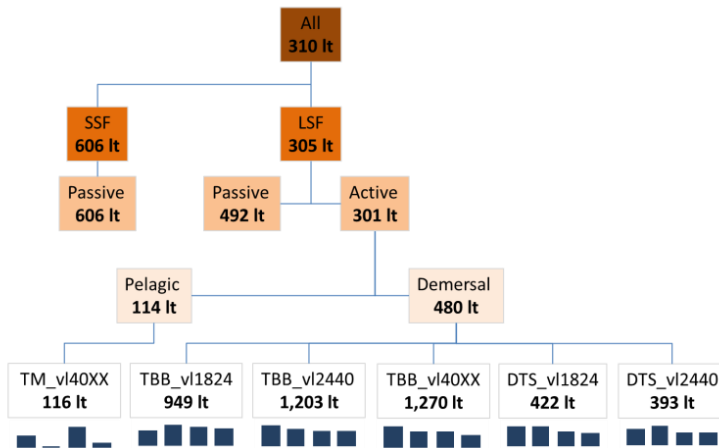 All
310 lt
SSF
606 lt
LSF
305 lt
Passive
606 lt
Passive
492 lt
Active
301 lt
Pelagic
114 lt
Demersal
480 lt
TM_vl40XX
116 lt
TBB_vl1824
949 lt
TBB_vl2440
1,203 lt
TBB_vl40XX
1,270 lt
DTS_vl1824
422 lt
DTS_vl2440
393 lt